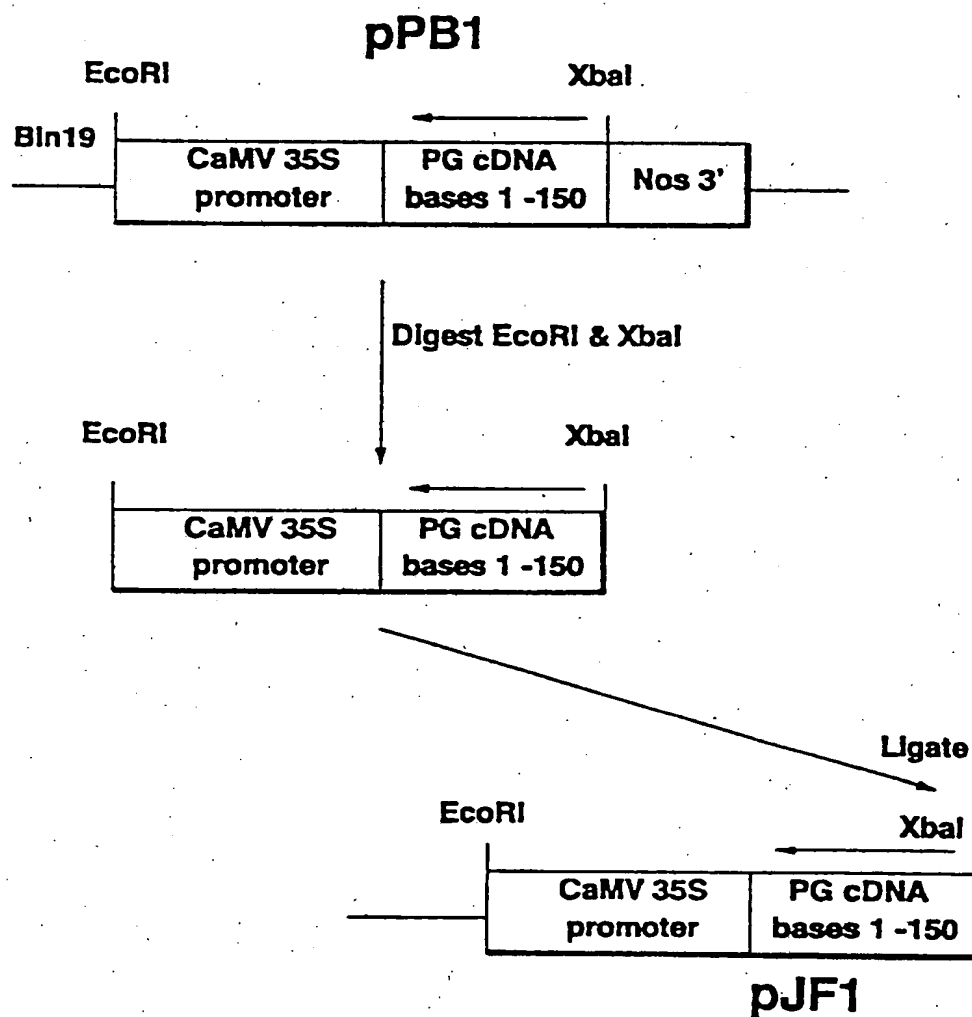 pPB1
EcoRI
XbaI
Bin19
CaMV 35S promoter
PG cDNA bases 1 -150
Nos 3'
Digest EcoRI & XbaI
EcoRI
XbaI
CaMV 35S promoter
PG cDNA bases 1 -150
Ligate
EcoRI
XbaI
CaMV 35S promoter
PG cDNA bases 1 -150
pJF1